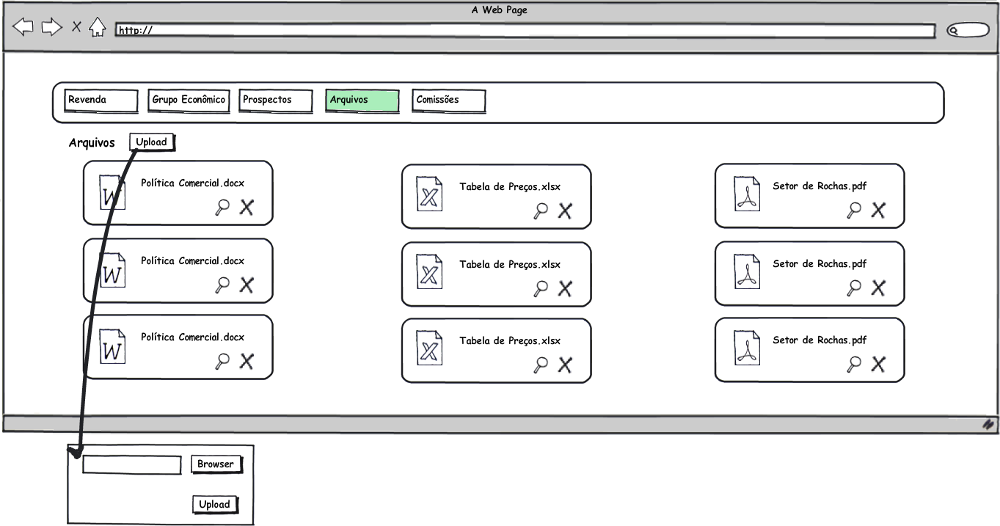 A Web Page
http://
Revenda
Grupo Econômico
Prospectos
Arquivos
Comissões
Arquivos
Upload
Política Comercial.docx
Tabela de Preços.xlsx
Setor de Rochas.pdf
Política Comercial.docx
Tabela de Preços.xlsx
Setor de Rochas.pdf
Política Comercial.docx
Tabela de Preços.xlsx
Setor de Rochas.pdf
Browser
Upload